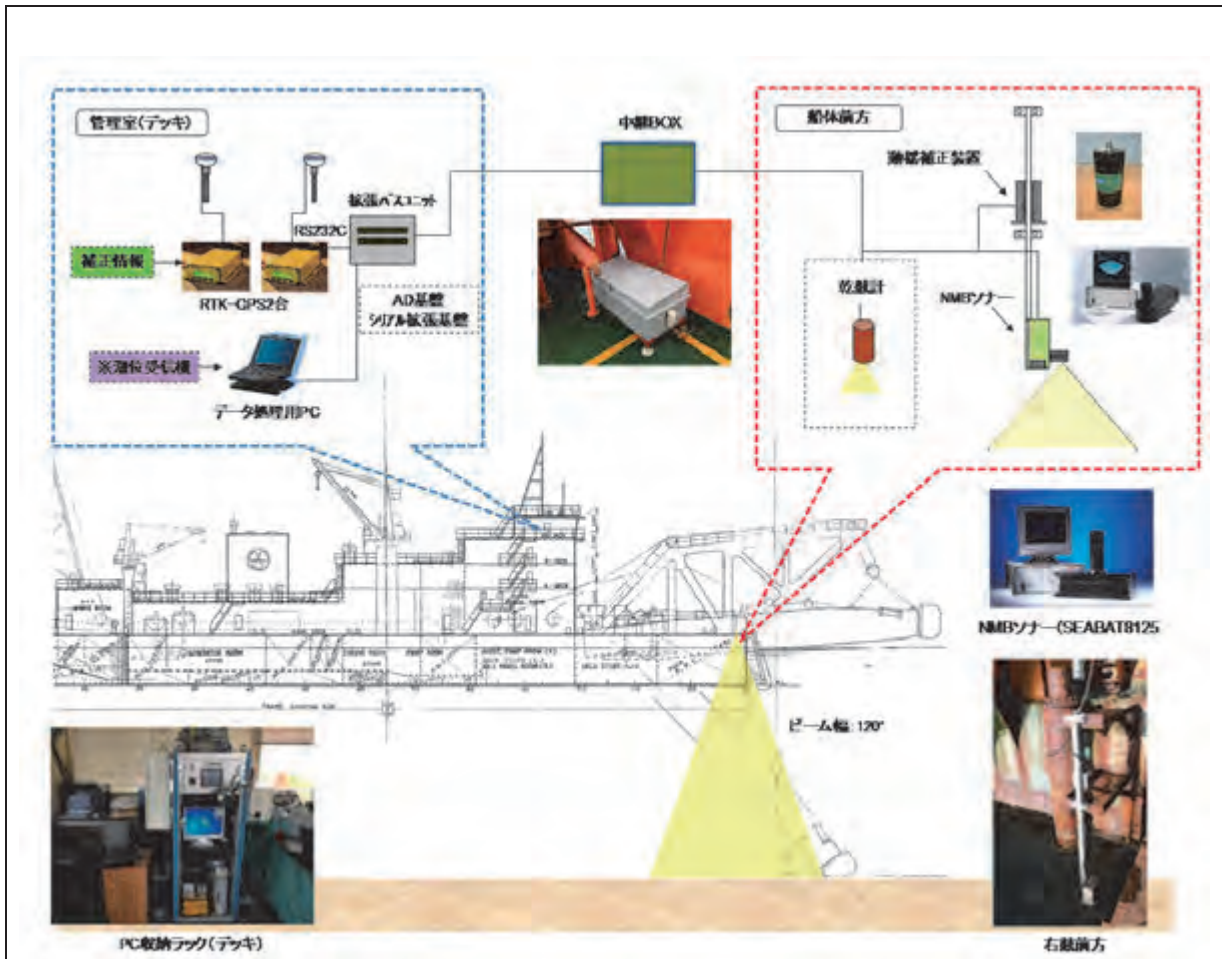 管理室(デッキ)
中継BOX
船体前方
動揺補正装置
拡張バスユニット
RS232C
補正情報
RTK-GPS2台
AD基盤
シリアル拡張基盤
乾舷計
NMBソナー
※潮位受信機
データ処理用PC
NMBソナー(SEABAT8125
ビーム幅:120°
PC収納ラック(デッキ)
右舷前方